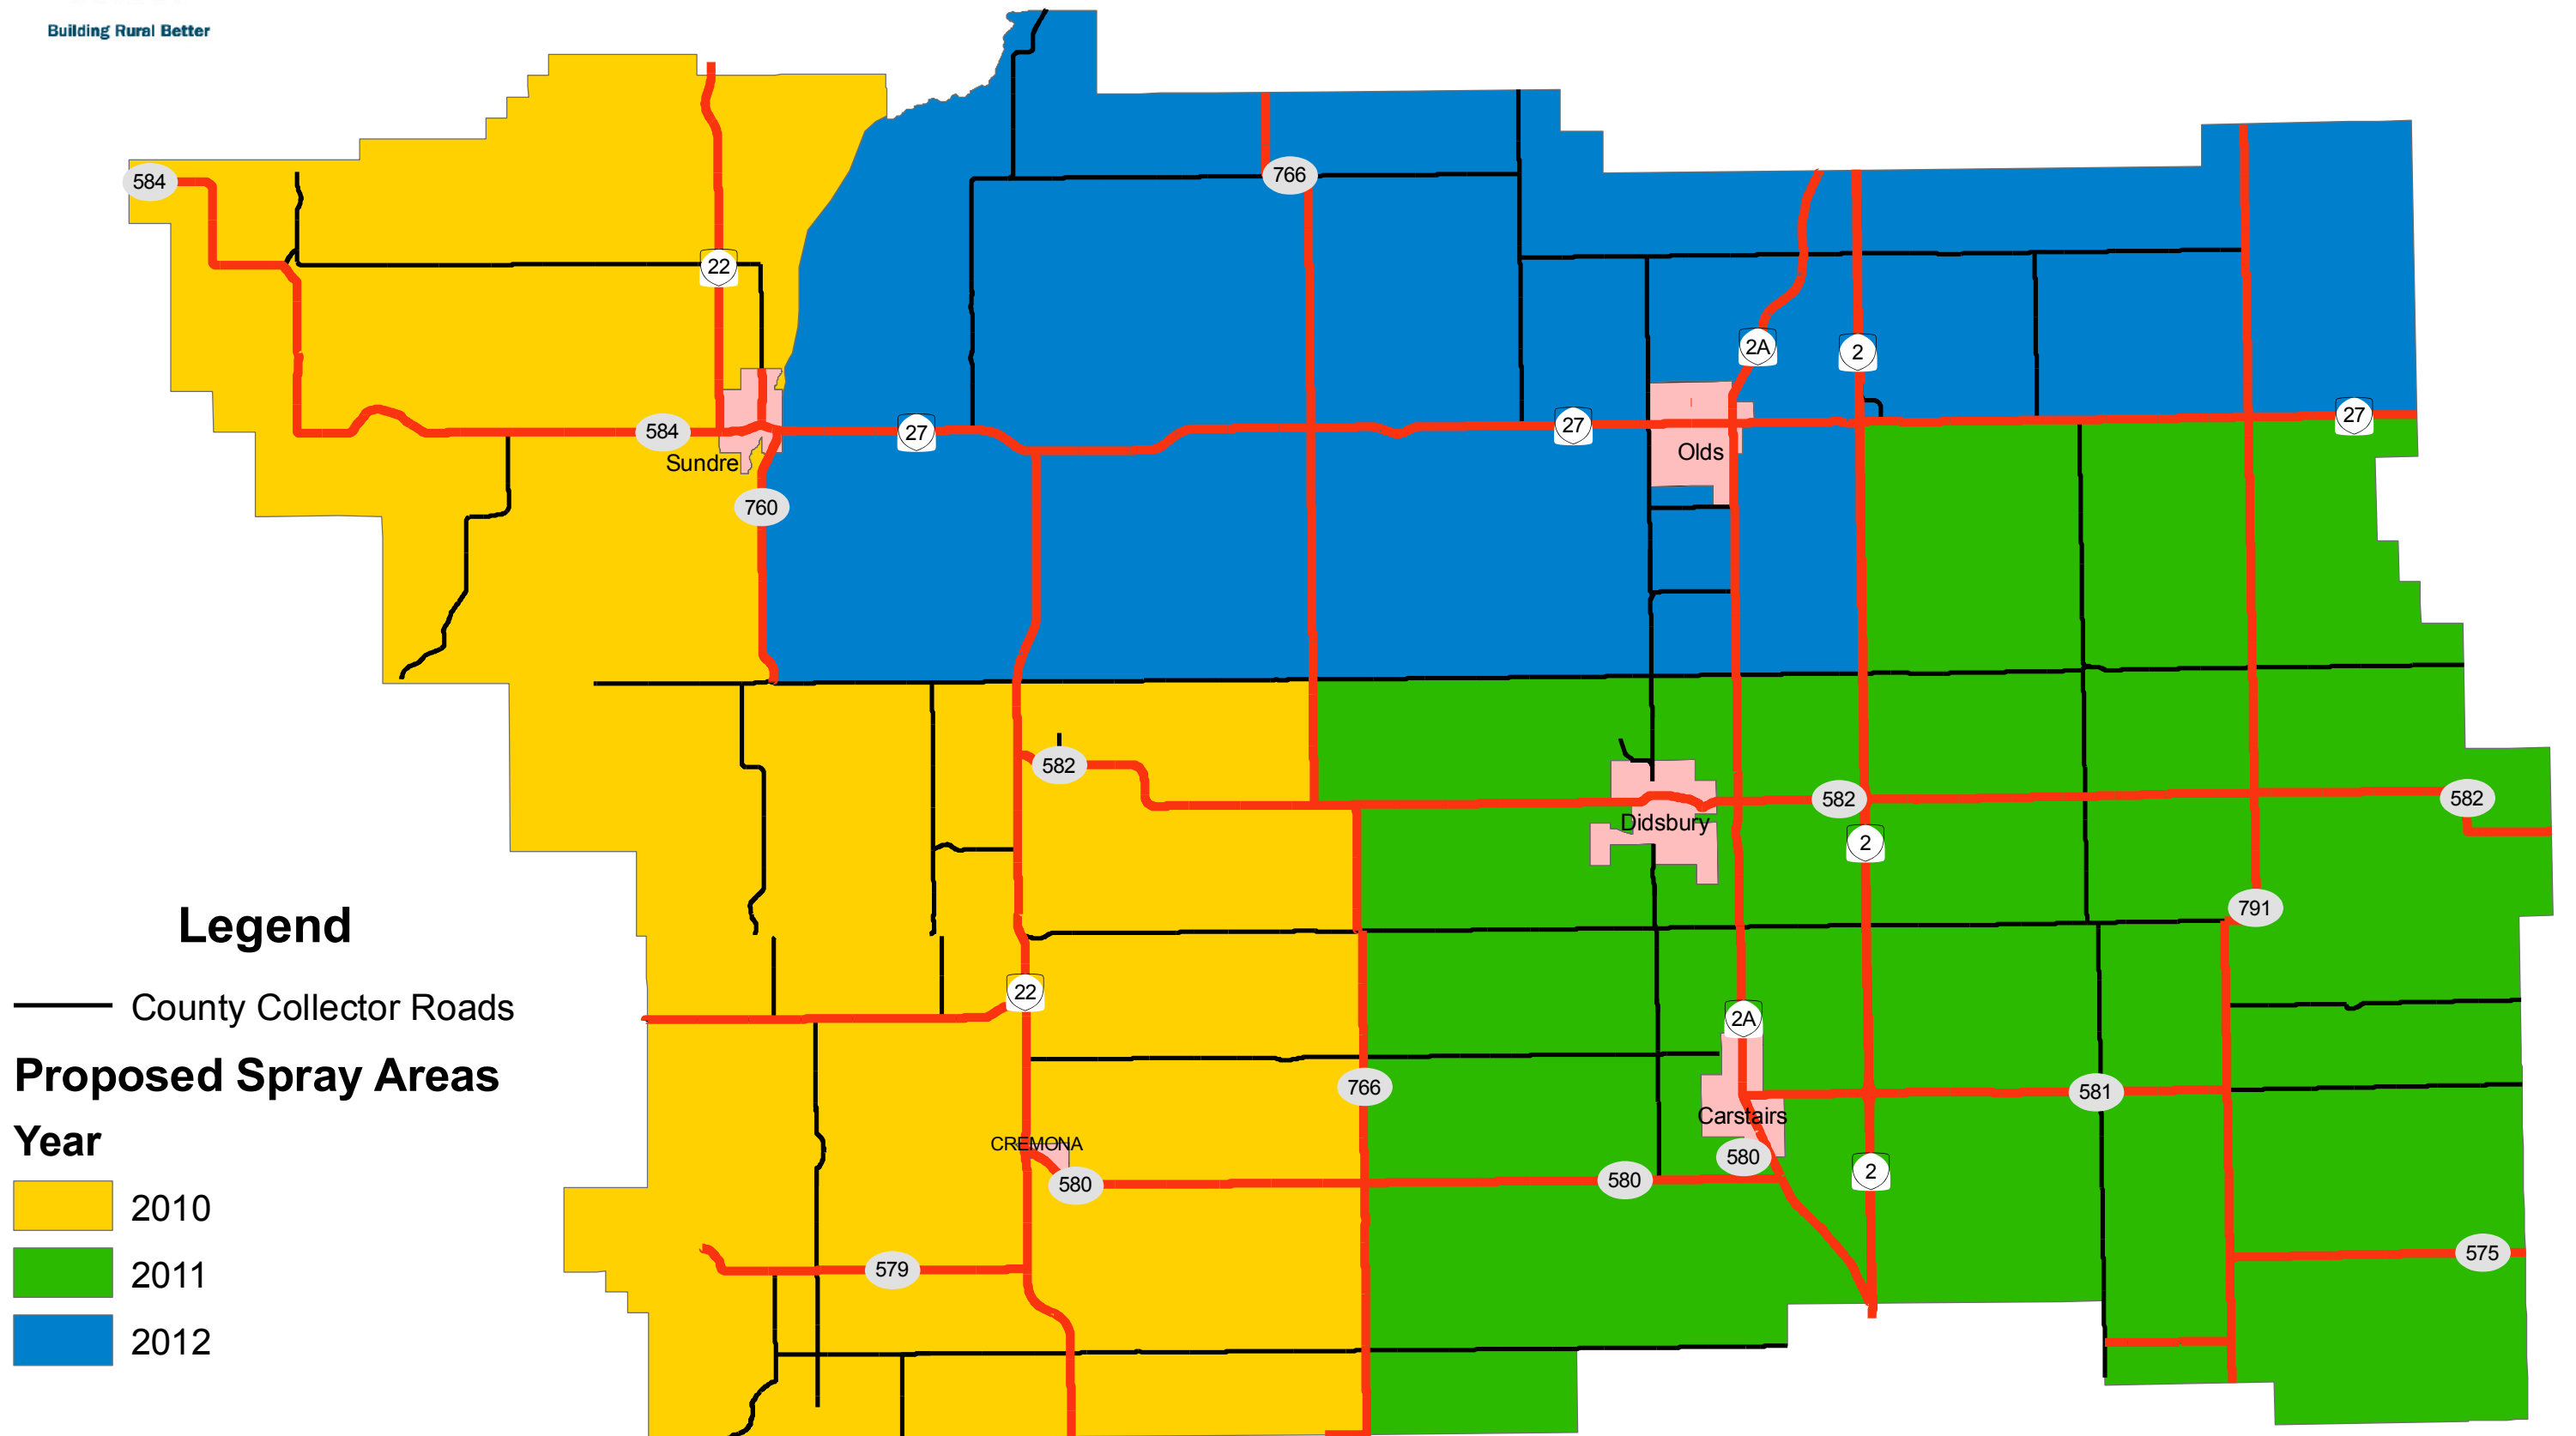 Building Rural Better
584
766
22
2A
2
27
27
27
584
Sundre
Olds
760
582
582
582
Didsbury
2
791
Legend
22
County Collector Roads
2A
Proposed Spray Areas
766
581
Carstairs
Year
CREMONA
580
580
580
2
2010
575
579
2011
2012